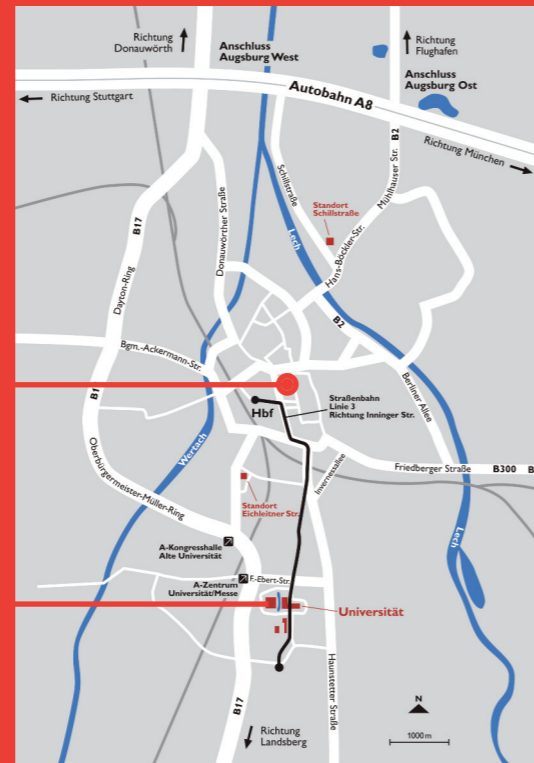 Richtung
Donauwörth
Anschluss
Augsburg West
Richtung
Flughafen
Anschluss
Augsburg Ost
Richtung Stuttgart
Autobahn A8
B2
Richtung München
Schillstraße
Mühlhauser Str.
Standort
Schillstraße
B17
Donauwörther Straße
Lech
Hans-Böckler-Str.
Dayton-Ring
B2
Bgm.-Ackermann-Str.
Berliner Allee
B1
Hbf
Straßenbahn
Linie 3
Richtung Inninger Str.
Wertach
Oberbürgermeister-Müller-Ring
Invernessallee
Friedberger Straße
B300
B
Standort
Eichleitner Str.
Lech
A-Kongresshalle
Alte Universität
A-Zentrum
Universität/Messe
F.-Ebert-Str.
Universität
Haunstetter Straße
B17
Richtung
Landsberg
N
1000 m